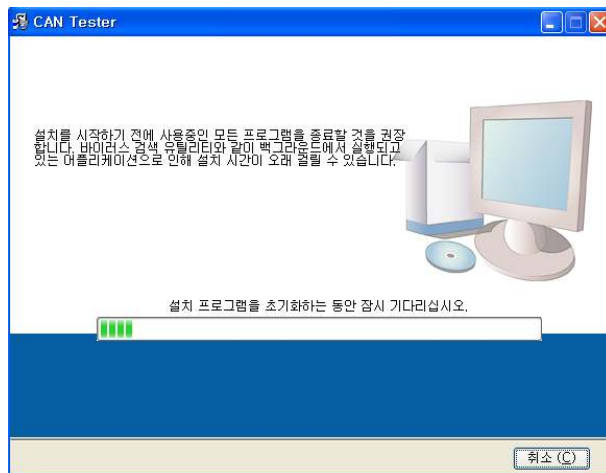 CAN Tester
설치를 시작하기 전에 사용중인 모든 프로그램을 종료할 것을 권장
합니다. 바이러스 검색 유틸리티와 같이 백그라운드에서 실행되고
있는 어플리케이션으로 인해 설치 시간이 오래 걸릴 수 있습니다.
설치 프로그램을 초기화하는 동안 잠시 기다리십시오.
취소(C)